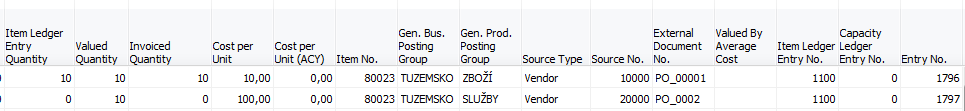 Item Ledger Entry Quantity Valued Quantity Invoiced Quantity Cost per Unit Cost per Unit (ACY) Item No. Gen. Bus. Posting Group Gen. Prod. Posting Group Source Type Source No. External Document No. Valued By Average Cost Item Ledger Entry No. Capacity Ledger Entry No. Entry No.
10 10 10 10,00 0,00 80023 TUZEMSKO ZBOŽÍ Vendor 10000 PO_00001 1100 0 1796
0 10 0 100,00 0,00 80023 TUZEMSKO SLUŽBY Vendor 20000 PO_0002 1100 0 1797